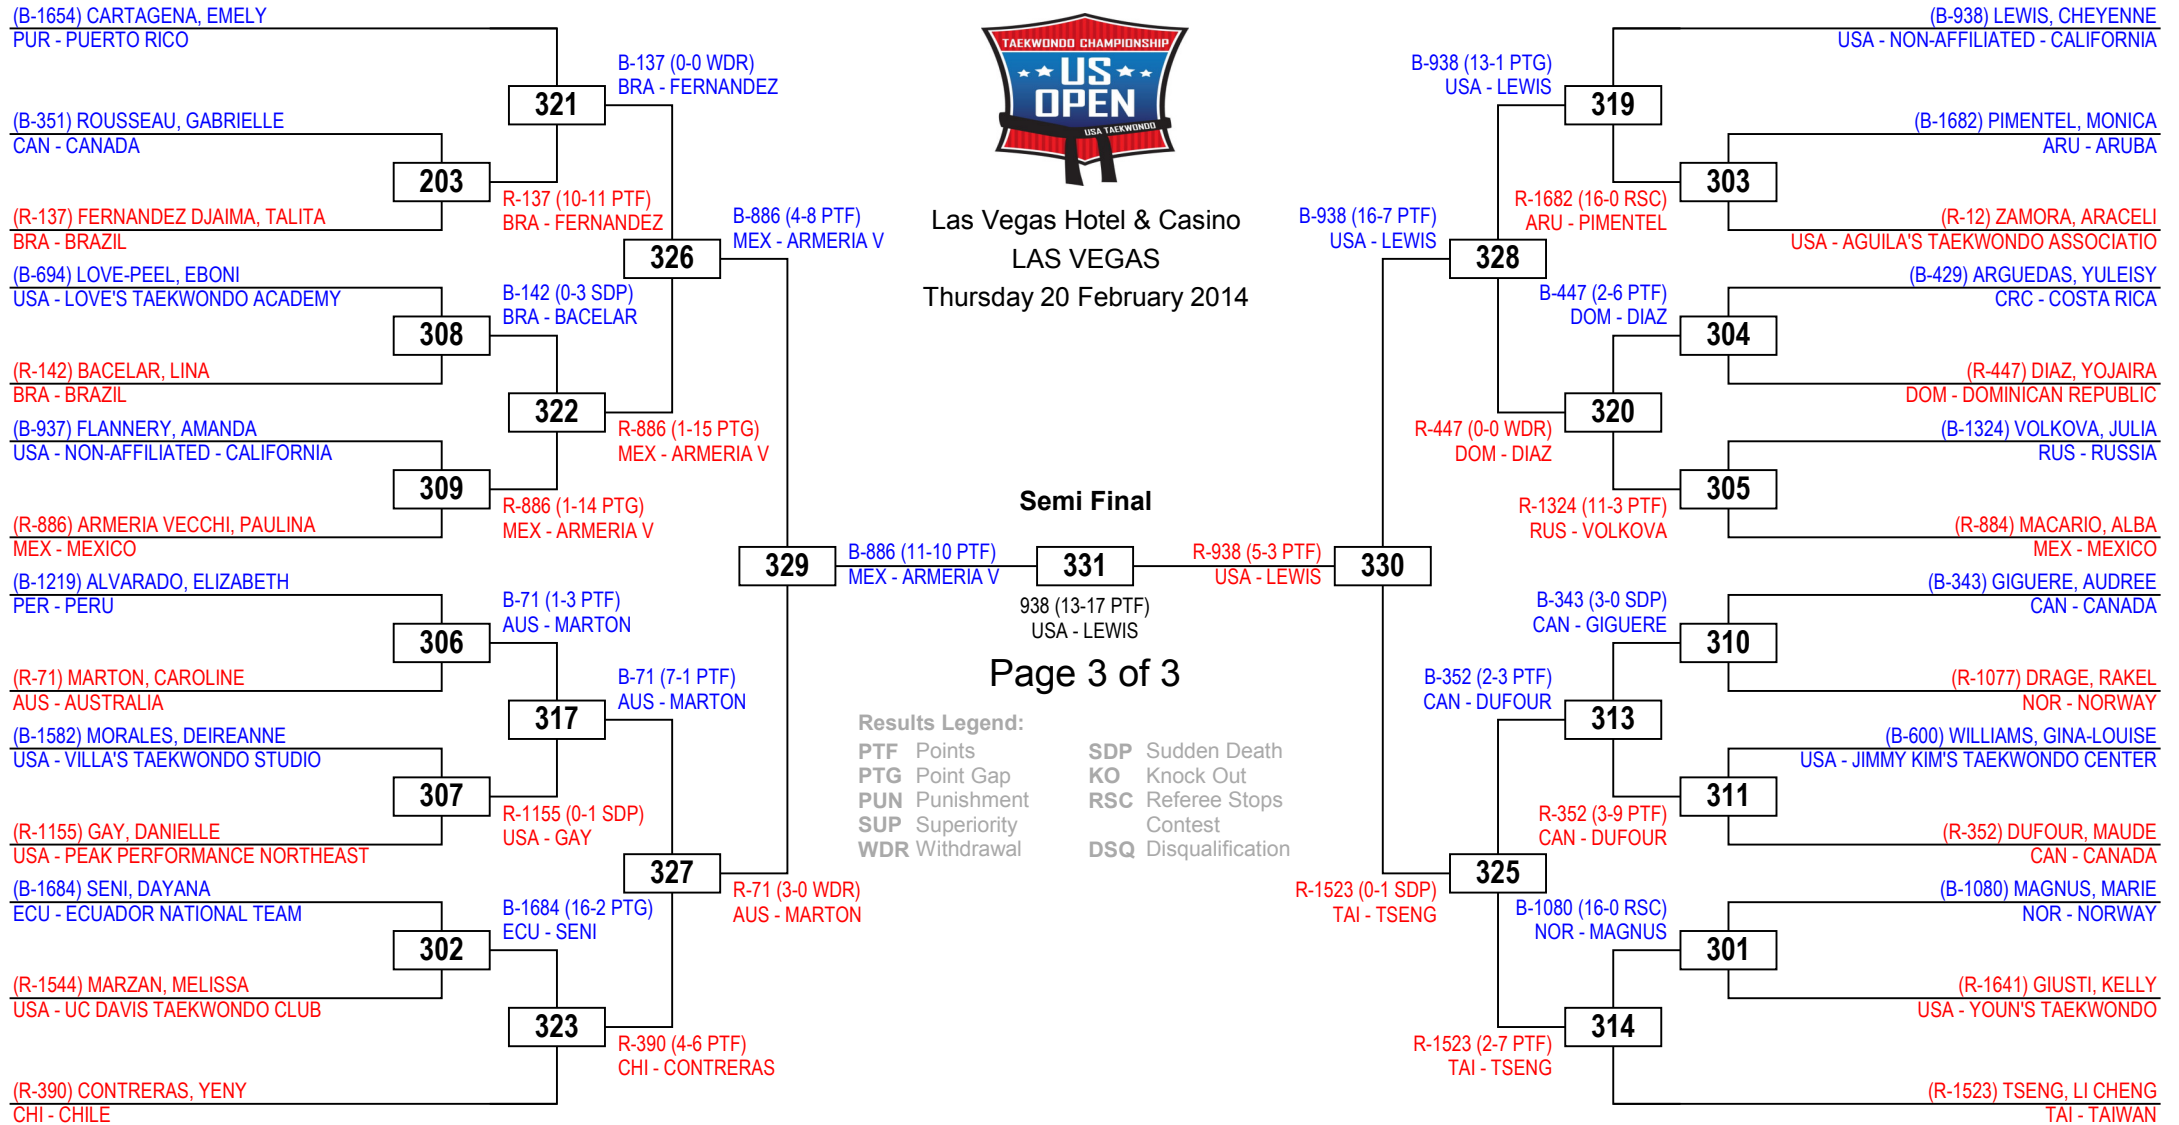 (B-1654) CARTAGENA, EMELY
PUR - PUERTO RICO
(B-351) ROUSSEAU, GABRIELLE
CAN - CANADA
(R-137) FERNANDEZ DJAIMA, TALITA
BRA - BRAZIL
(B-694) LOVE-PEEL, EBONI
USA - LOVE'S TAEKWONDO ACADEMY
(R-142) BACELAR, LINA
BRA - BRAZIL
(B-937) FLANNERY, AMANDA
USA - NON-AFFILIATED - CALIFORNIA
(R-886) ARMERIA VECCHI, PAULINA
MEX - MEXICO
(B-1219) ALVARADO, ELIZABETH
PER - PERU
(R-71) MARTON, CAROLINE
AUS - AUSTRALIA
(B-1582) MORALES, DEIREANNE
USA - VILLA'S TAEKWONDO STUDIO
(R-1155) GAY, DANIELLE
USA - PEAK PERFORMANCE NORTHEAST
(B-1684) SENI, DAYANA
ECU - ECUADOR NATIONAL TEAM
(R-1544) MARZAN, MELISSA
USA - UC DAVIS TAEKWONDO CLUB
(R-390) CONTRERAS, YENY
CHI - CHILE
203
308
309
306
307
302
R-137 (10-11 PTF)
BRA - FERNANDEZ
B-142 (0-3 SDP)
BRA - BACELAR
R-886 (1-14 PTG)
MEX - ARMERIA V
B-71 (1-3 PTF)
AUS - MARTON
R-1155 (0-1 SDP)
USA - GAY
B-1684 (16-2 PTG)
ECU - SENI
321
322
317
323
B-137 (0-0 WDR)
BRA - FERNANDEZ
R-886 (1-15 PTG)
MEX - ARMERIA V
B-71 (7-1 PTF)
AUS - MARTON
R-390 (4-6 PTF)
CHI - CONTRERAS
326
327
B-886 (4-8 PTF)
MEX - ARMERIA V
R-71 (3-0 WDR)
AUS - MARTON
329
B-886 (11-10 PTF)
MEX - ARMERIA V
TAEKWONDO CHAMPIONSHIP
US
OPEN
USA TAEKWONDO
Las Vegas Hotel & Casino
LAS VEGAS
Thursday 20 February 2014
Semi Final
331
938 (13-17 PTF)
USA - LEWIS
Page 3 of 3
Results Legend:
PTF Points
PTG Point Gap
PUN Punishment
SUP Superiority
WDR Withdrawal
SDP Sudden Death
KO Knock Out
RSC Referee Stops
Contest
DSQ Disqualification
R-938 (5-3 PTF)
USA - LEWIS
330
B-938 (16-7 PTF)
USA - LEWIS
R-1523 (0-1 SDP)
TAI - TSENG
328
325
B-938 (13-1 PTG)
USA - LEWIS
R-447 (0-0 WDR)
DOM - DIAZ
B-352 (2-3 PTF)
CAN - DUFOUR
R-1523 (2-7 PTF)
TAI - TSENG
319
320
313
314
R-1682 (16-0 RSC)
ARU - PIMENTEL
B-447 (2-6 PTF)
DOM - DIAZ
R-1324 (11-3 PTF)
RUS - VOLKOVA
B-343 (3-0 SDP)
CAN - GIGUERE
R-352 (3-9 PTF)
CAN - DUFOUR
B-1080 (16-0 RSC)
NOR - MAGNUS
303
304
305
310
311
301
(B-938) LEWIS, CHEYENNE
USA - NON-AFFILIATED - CALIFORNIA
(B-1682) PIMENTEL, MONICA
ARU - ARUBA
(R-12) ZAMORA, ARACELI
USA - AGUILA'S TAEKWONDO ASSOCIATIO
(B-429) ARGUEDAS, YULEISY
CRC - COSTA RICA
(R-447) DIAZ, YOJAIRA
DOM - DOMINICAN REPUBLIC
(B-1324) VOLKOVA, JULIA
RUS - RUSSIA
(R-884) MACARIO, ALBA
MEX - MEXICO
(B-343) GIGUERE, AUDREE
CAN - CANADA
(R-1077) DRAGE, RAKEL
NOR - NORWAY
(B-600) WILLIAMS, GINA-LOUISE
USA - JIMMY KIM'S TAEKWONDO CENTER
(R-352) DUFOUR, MAUDE
CAN - CANADA
(B-1080) MAGNUS, MARIE
NOR - NORWAY
(R-1641) GIUSTI, KELLY
USA - YOUN'S TAEKWONDO
(R-1523) TSENG, LI CHENG
TAI - TAIWAN